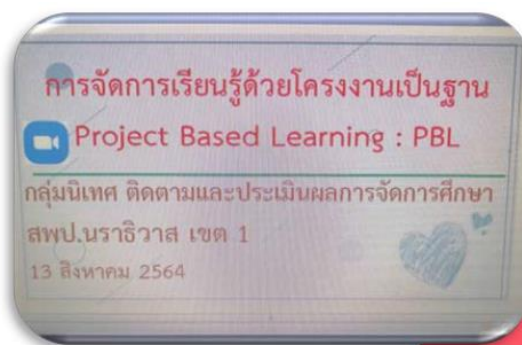 การจัดการเรียนรู้ด้วยโครงงานเป็นฐาน
Project Based Learning : PBL
กลุ่มนิเทศ ติดตามและประเมินผลการจัดการศึกษา
สพป.นราธิวาส เขต 1
13 สิงหาคม 2564